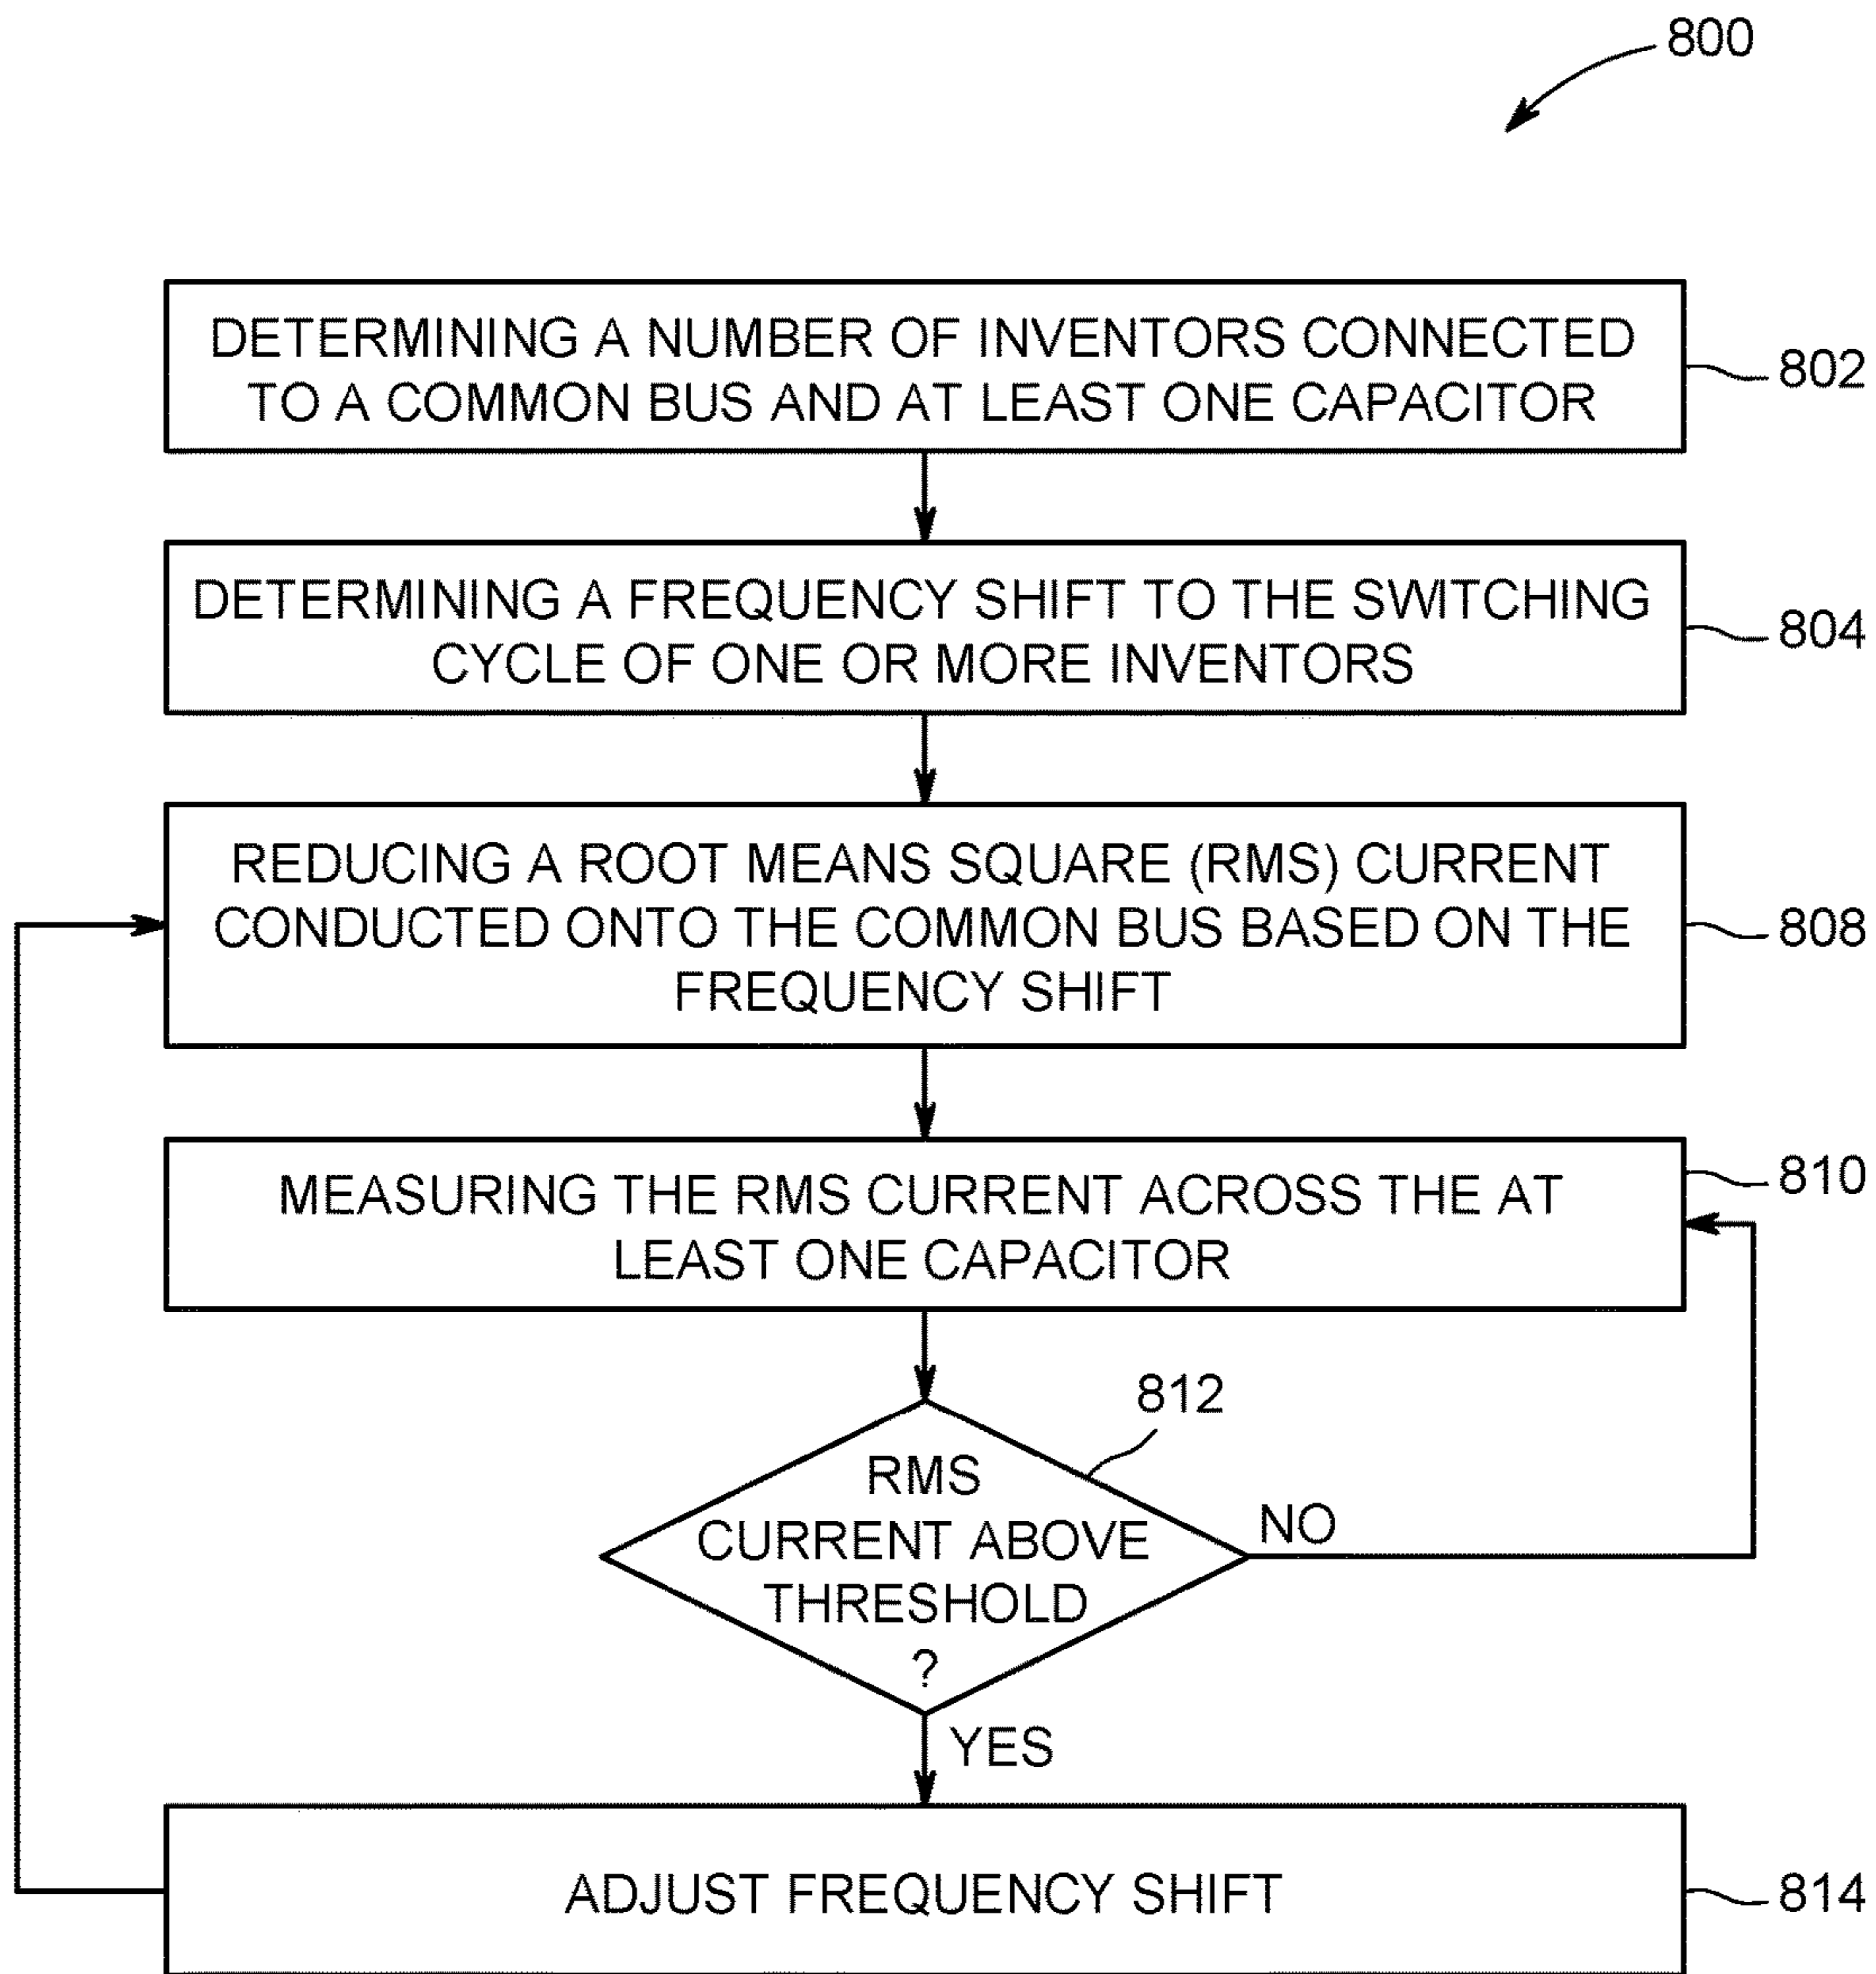 800
DETERMINING A NUMBER OF INVENTORS CONNECTED
TO A COMMON BUS AND AT LEAST ONE CAPACITOR
802
DETERMINING A FREQUENCY SHIFT TO THE SWITCHING
CYCLE OF ONE OR MORE INVENTORS
804
REDUCING A ROOT MEANS SQUARE (RMS) CURRENT
CONDUCTED ONTO THE COMMON BUS BASED ON THE
FREQUENCY SHIFT
808
MEASURING THE RMS CURRENT ACROSS THE AT
LEAST ONE CAPACITOR
810
812
RMS
CURRENT ABOVE
THRESHOLD
?
NO
YES
ADJUST FREQUENCY SHIFT
814